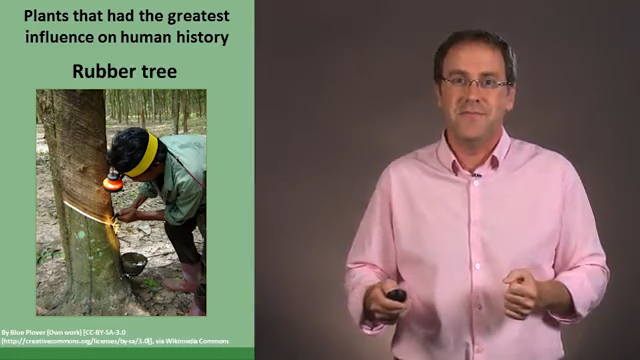 Plants that had the greatest
influence on human history
Rubber tree
By Bloe Plover [Own work] [CC-BY-SA-3.0
(http://creativecommons.org/licenses/by-sa/3.0)], via Wikimedia Commons